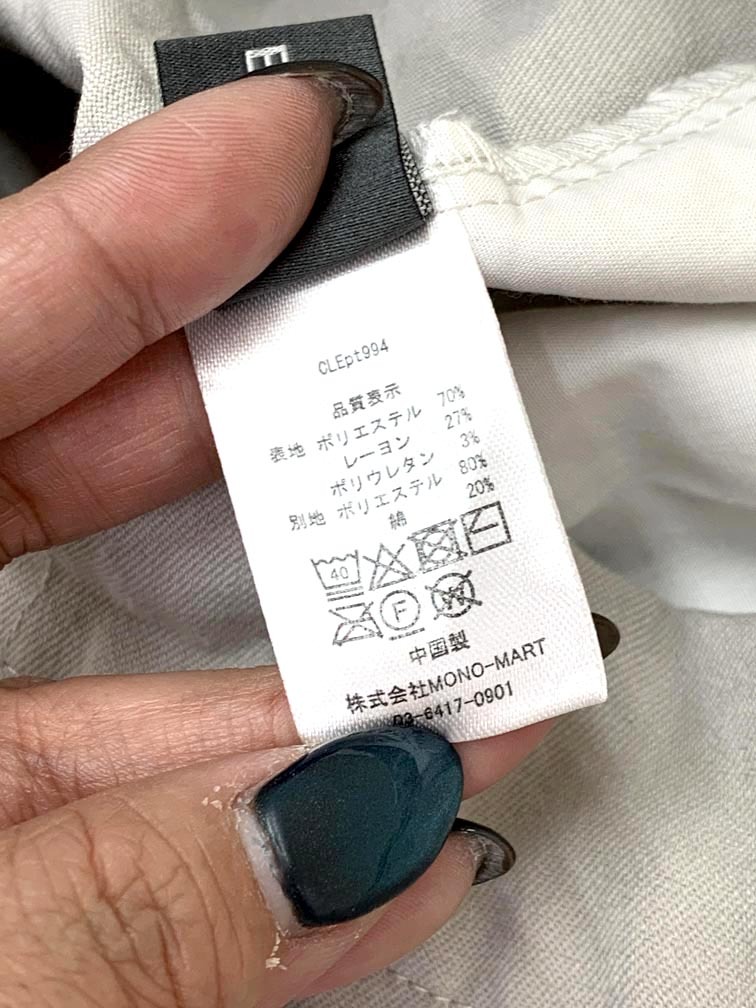 CLEpt994
品質表示
表地 ポリエステル 70%
レーヨン 27%
ポリウレタン 3%
別地 ポリエステル 80%
綿 20%
40
F
W
中国製
株式会社MONO-MART
03-6417-0901